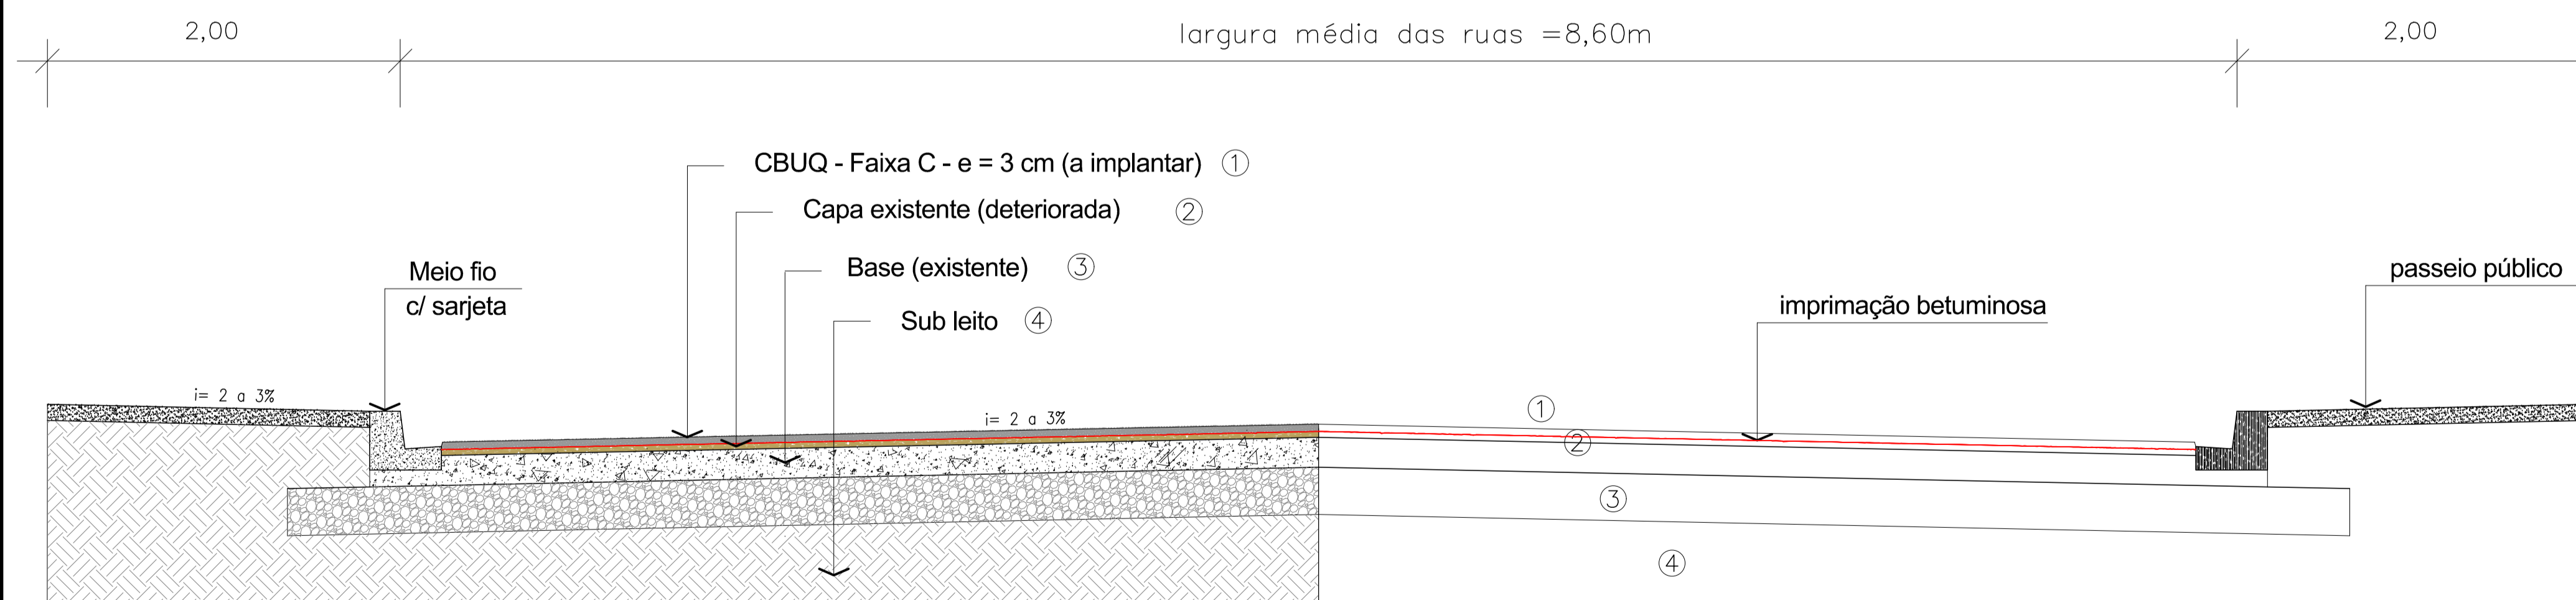 2,00
largura média das ruas =8,60m
2,00
CBUQ - Faixa C - e = 3 cm (a implantar) ①
Capa existente (deteriorada) ②
Base (existente) ③
Sub leito ④
Meio fio
c/ sarjeta
imprimação betuminosa
passeio público
i= 2 a 3%
i= 2 a 3%
①
②
③
④